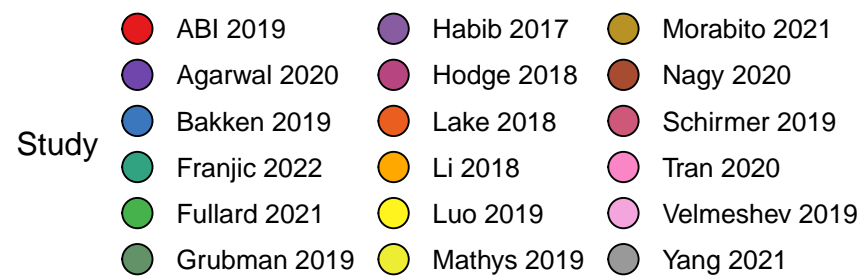 Study
ABI 2019
Agarwal 2020
Bakken 2019
Franjic 2022
Fullard 2021
Grubman 2019
Habib 2017
Hodge 2018
Lake 2018
Li 2018
Luo 2019
Mathys 2019
Morabito 2021
Nagy 2020
Schirmer 2019
Tran 2020
Velmeshev 2019
Yang 2021